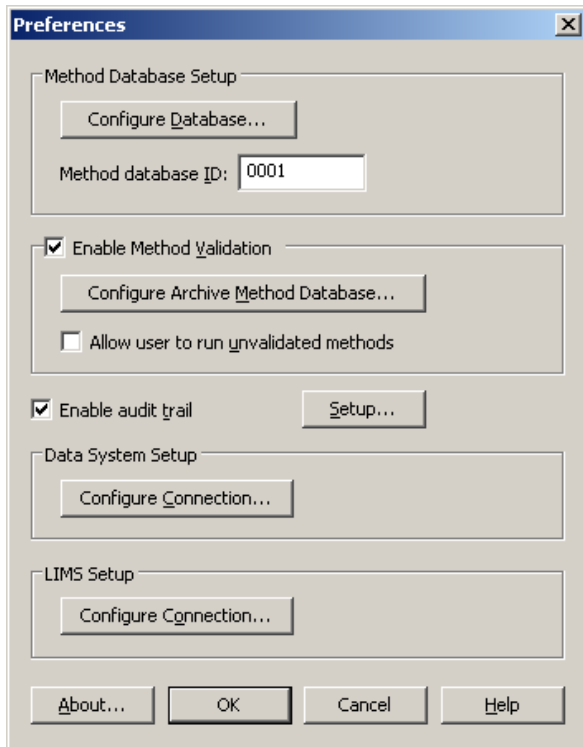 Preferences
Method Database Setup
Configure Database...
Method database ID: 0001
Enable Method Validation
Configure Archive Method Database...
Allow user to run unvalidated methods
Enable audit trail Setup...
Data System Setup
Configure Connection...
LIMS Setup
Configure Connection...
About... OK Cancel Help